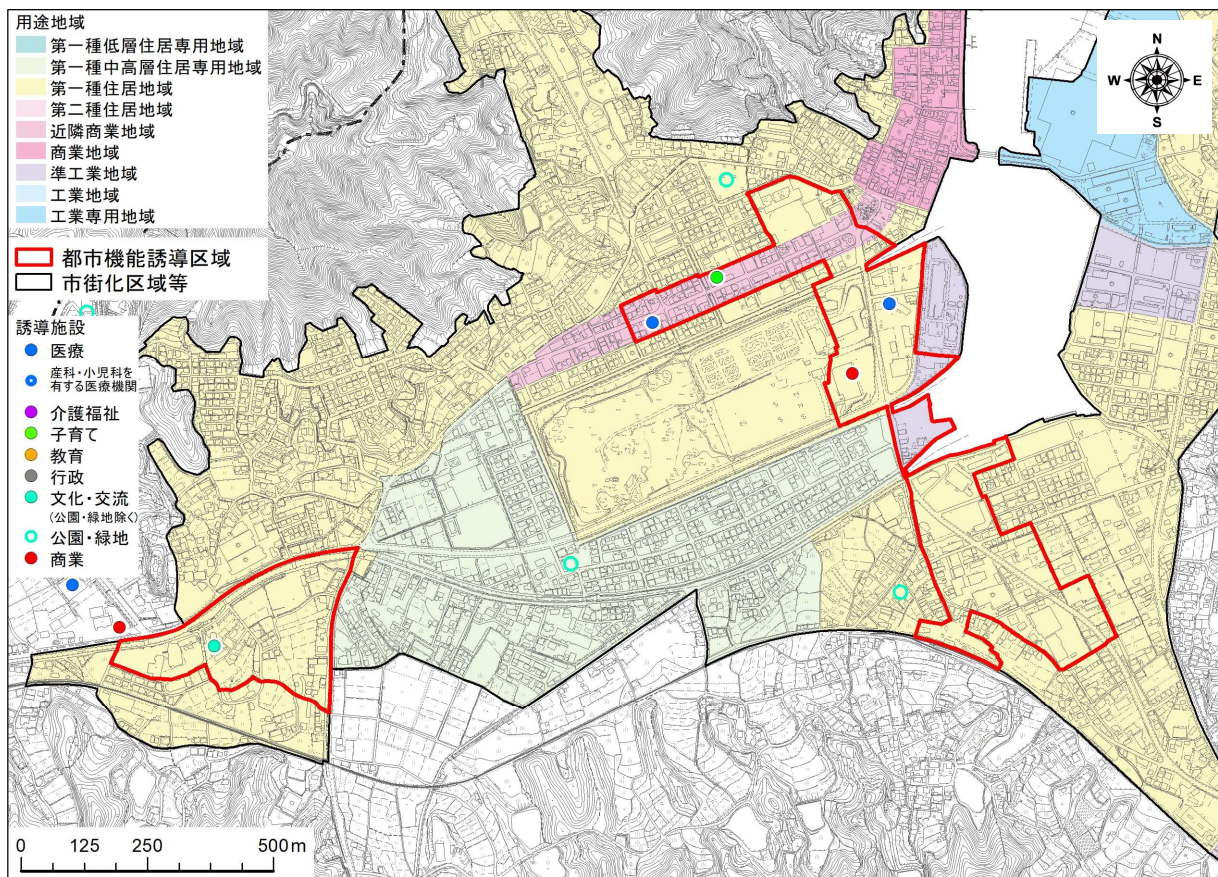 用途地域
第一種低層住居専用地域
第一種中高層住居専用地域
第一種住居地域
第二種住居地域
近隣商業地域
商業地域
準工業地域
工業地域
工業専用地域
都市機能誘導区域
市街化区域等
誘導施設
医療
産科・小児科を
有する医療機関
介護福祉
子育て
教育
行政
文化・交流
(公園・緑地除く)
公園・緑地
商業
N
W E
S
0 125 250 500m